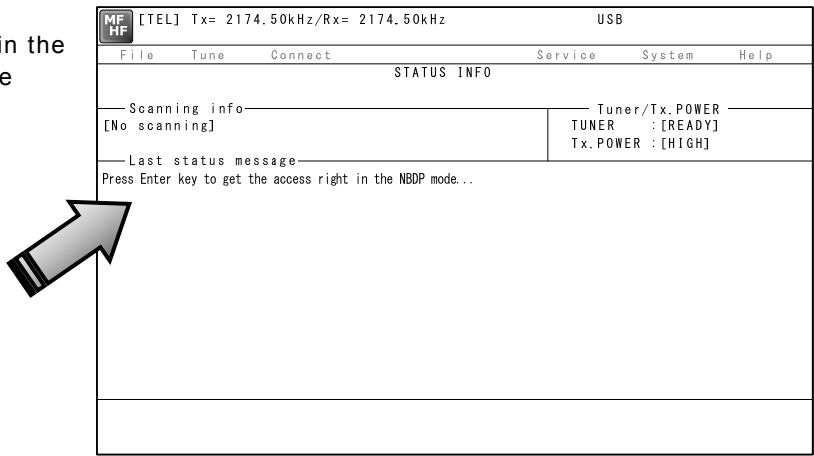 in the
e
MF
HF
[TEL] Tx= 2174.50kHz/Rx= 2174.50kHz USB
File Tune Connect Service System Help
STATUS INFO
Scanning info Tuner/Tx.POWER
[No scanning] TUNER :[READY]
Tx.POWER :[HIGH]
Last status message
Press Enter key to get the access right in the NBDP mode...